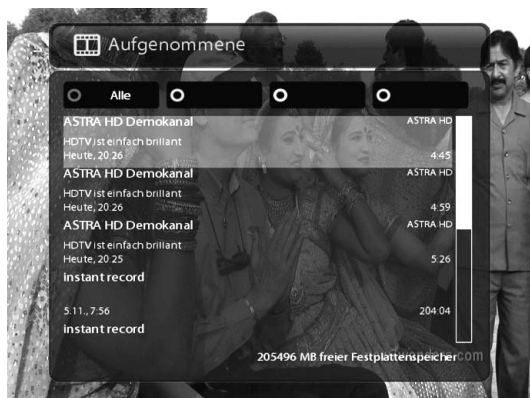 Aufgenommene
Alle
ASTRA HD Demokanal ASTRA HD
HDTV ist einfach brillant
Heute, 20:26 4:45
ASTRA HD Demokanal ASTRA HD
HDTV ist einfach brillant
Heute, 20:26 4:59
ASTRA HD Demokanal ASTRA HD
HDTV ist einfach brillant
Heute, 20:25 5:26
instant record
5.11., 7:56 204:04
instant record
205496 MB freier Festplattenspeicher
com